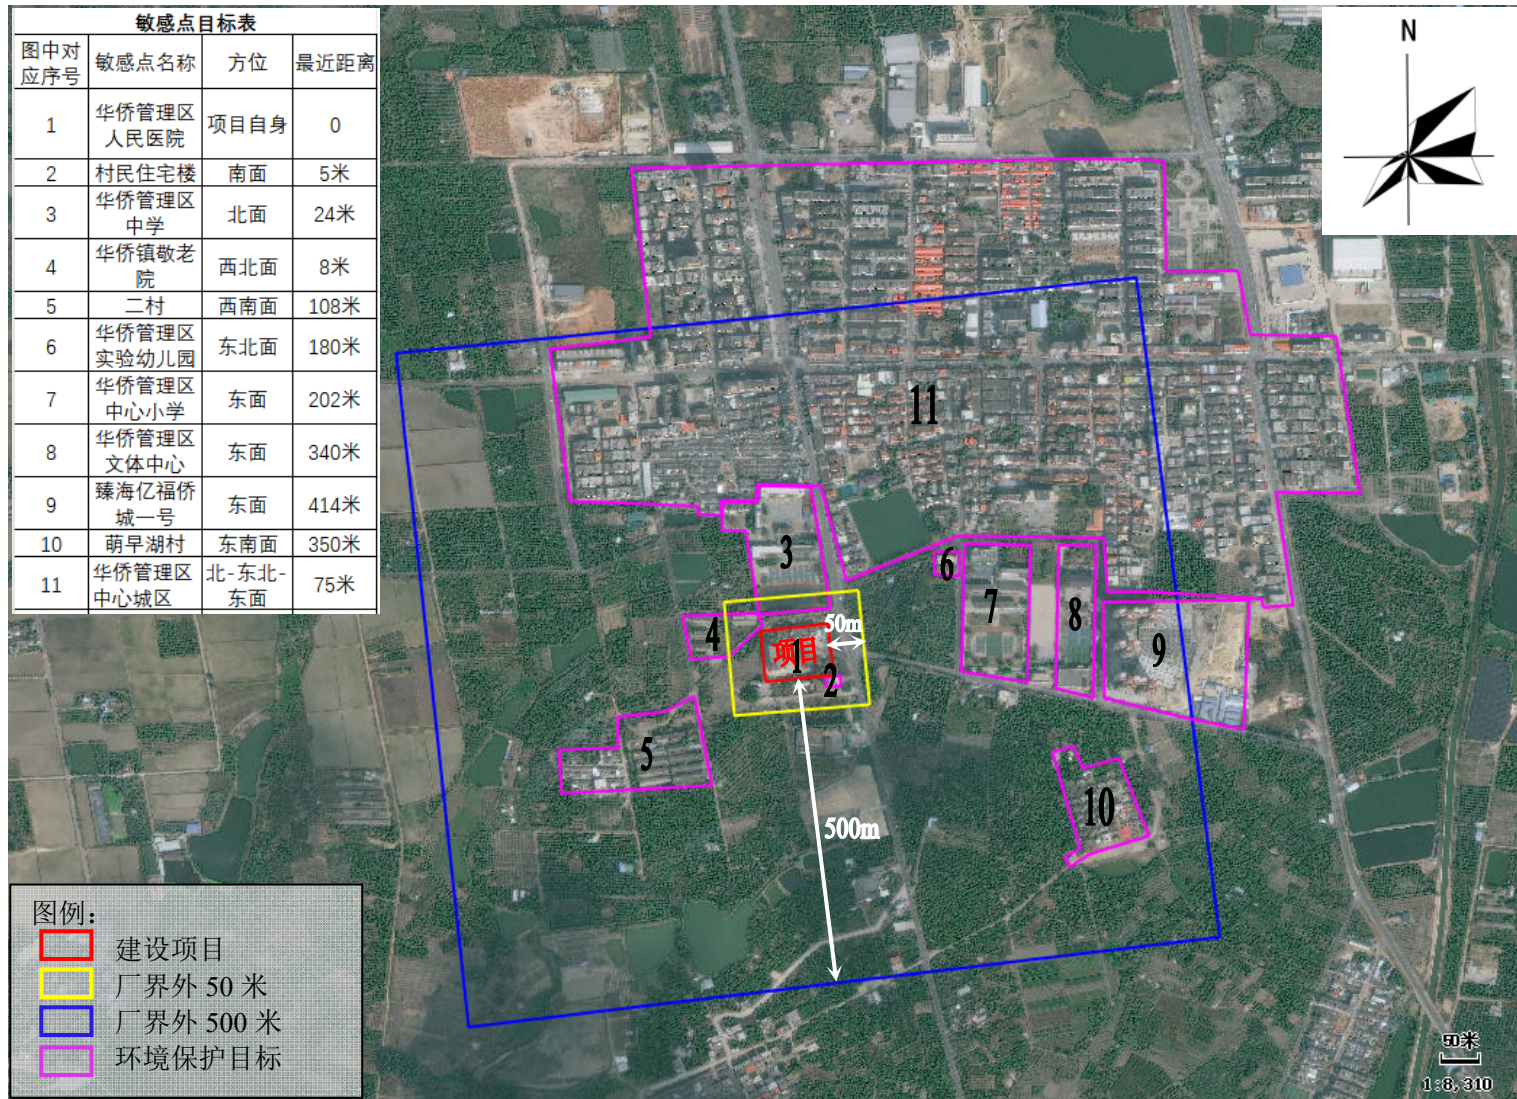 敏感点目标表
图中对
应序号
敏感点名称
方位
最近距离
1
华侨管理区
人民医院
项目自身
0
2
村民住宅楼
南面
5米
3
华侨管理区
中学
北面
24米
4
华侨镇敬老
院
西北面
8米
5
二村
西南面
108米
6
华侨管理区
实验幼儿园
东北面
180米
7
华侨管理区
中心小学
东面
202米
8
华侨管理区
文体中心
东面
340米
9
臻海亿福侨
城一号
东面
414米
10
萌早湖村
东南面
350米
11
华侨管理区
中心城区
北-东北-
东面
75米
N
11
3
6
7
8
9
4
50m
项目
1
2
5
10
500m
图例：
建设项目
厂界外 50 米
厂界外 500 米
环境保护目标
50米
1:8,310